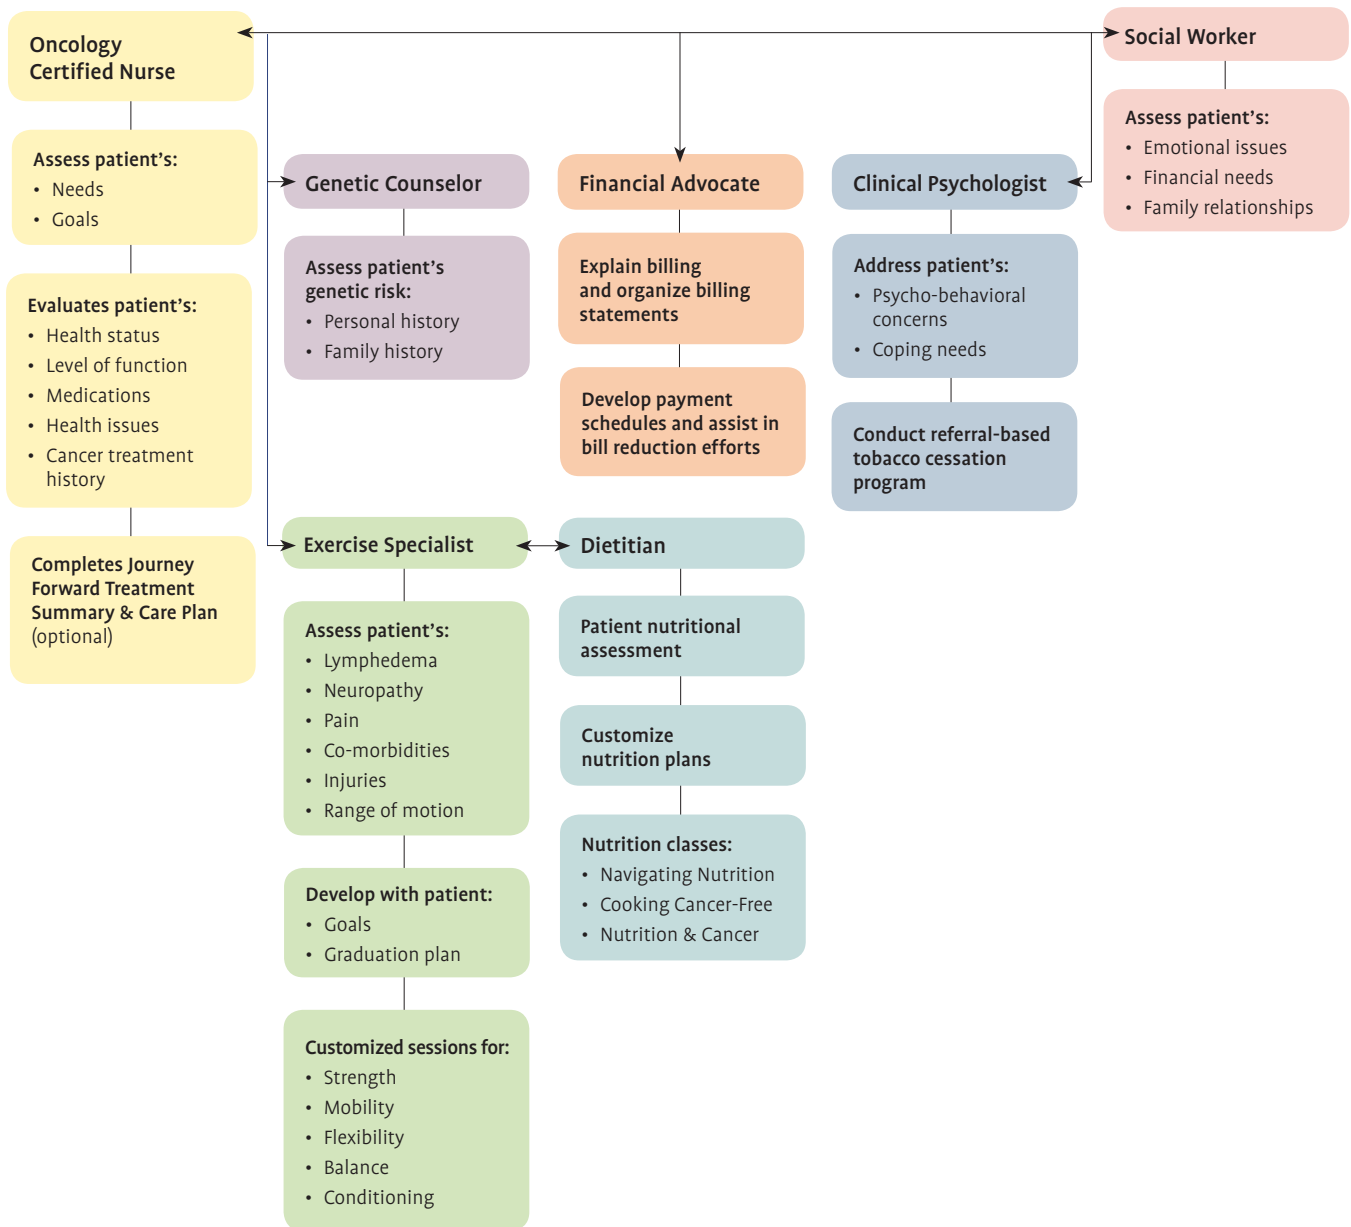 Oncology
Certified Nurse
Assess patient's:
• Needs
• Goals
Evaluates patient's:
• Health status
• Level of function
• Medications
• Health issues
• Cancer treatment
history
Completes Journey
Forward Treatment
Summary & Care Plan
(optional)
Genetic Counselor
Assess patient's
genetic risk:
• Personal history
• Family history
Financial Advocate
Explain billing
and organize billing
statements
Develop payment
schedules and assist in
bill reduction efforts
Clinical Psychologist
Address patient's:
• Psycho-behavioral
concerns
• Coping needs
Conduct referral-based
tobacco cessation
program
Social Worker
Assess patient's:
• Emotional issues
• Financial needs
• Family relationships
Exercise Specialist
Assess patient's:
• Lymphedema
• Neuropathy
• Pain
• Co-morbidities
• Injuries
• Range of motion
Develop with patient:
• Goals
• Graduation plan
Customized sessions for:
• Strength
• Mobility
• Flexibility
• Balance
• Conditioning
Dietitian
Patient nutritional
assessment
Customize
nutrition plans
Nutrition classes:
• Navigating Nutrition
• Cooking Cancer-Free
• Nutrition & Cancer